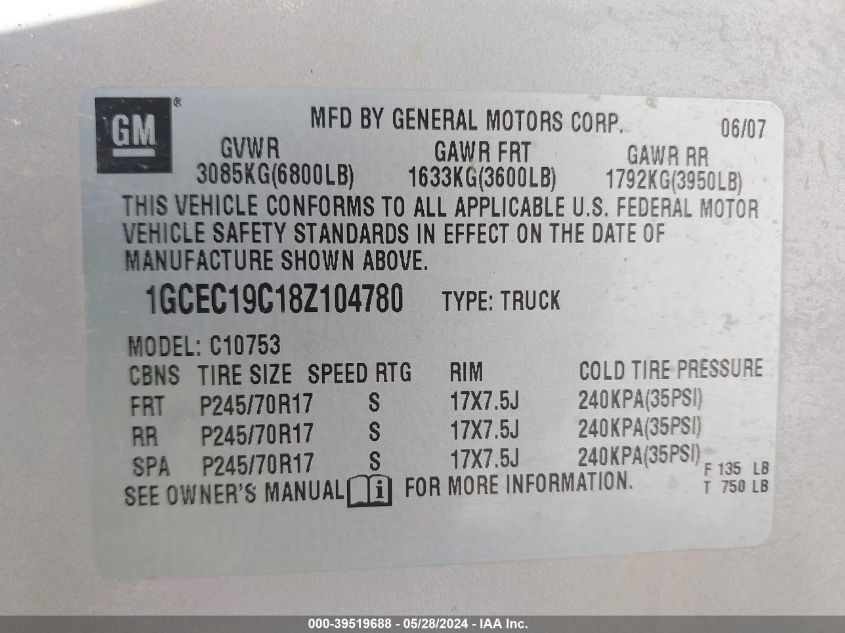 GM®
MFD BY GENERAL MOTORS CORP. 06/07
GVWR GAWR FRT GAWR RR
3085KG(6800LB) 1633KG(3600LB) 1792KG(3950LB)
THIS VEHICLE CONFORMS TO ALL APPLICABLE U.S. FEDERAL MOTOR
VEHICLE SAFETY STANDARDS IN EFFECT ON THE DATE OF
MANUFACTURE SHOWN ABOVE.
1GCEC19C18Z104780 TYPE: TRUCK
MODEL: C10753
CBNS TIRE SIZE SPEED RTG RIM COLD TIRE PRESSURE
FRT P245/70R17 S 17X7.5J 240KPA(35PSI)
RR P245/70R17 S 17X7.5J 240KPA(35PSI)
SPA P245/70R17 S 17X7.5J 240KPA(35PSI)
F 135 LB
SEE OWNER'S MANUAL i FOR MORE INFORMATION.
T 750 LB
000-39519688 - 05/28/2024 - IAA Inc.